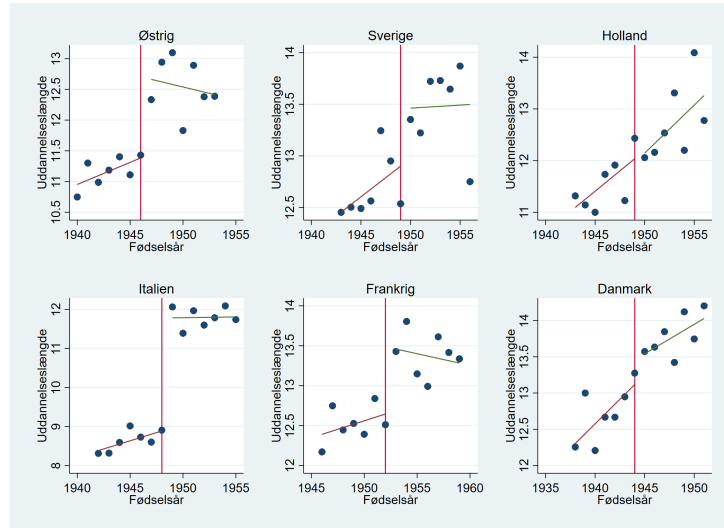 Østrig
Uddannelseslængde
13
12.5
12
11.5
11
10.5
1940 1945 1950 1955
Fødselsår
Sverige
Uddannelseslængde
14
13.5
13
12.5
1940 1945 1950 1955
Fødselsår
Holland
Uddannelseslængde
14
13
12
11
1940 1945 1950 1955
Fødselsår
Italien
Uddannelseslængde
12
11
10
9
8
1940 1945 1950 1955
Fødselsår
Frankrig
Uddannelseslængde
14
13.5
13
12.5
12
1945 1950 1955 1960
Fødselsår
Danmark
Uddannelseslængde
14
13.5
13
12.5
12
1935 1940 1945 1950
Fødselsår